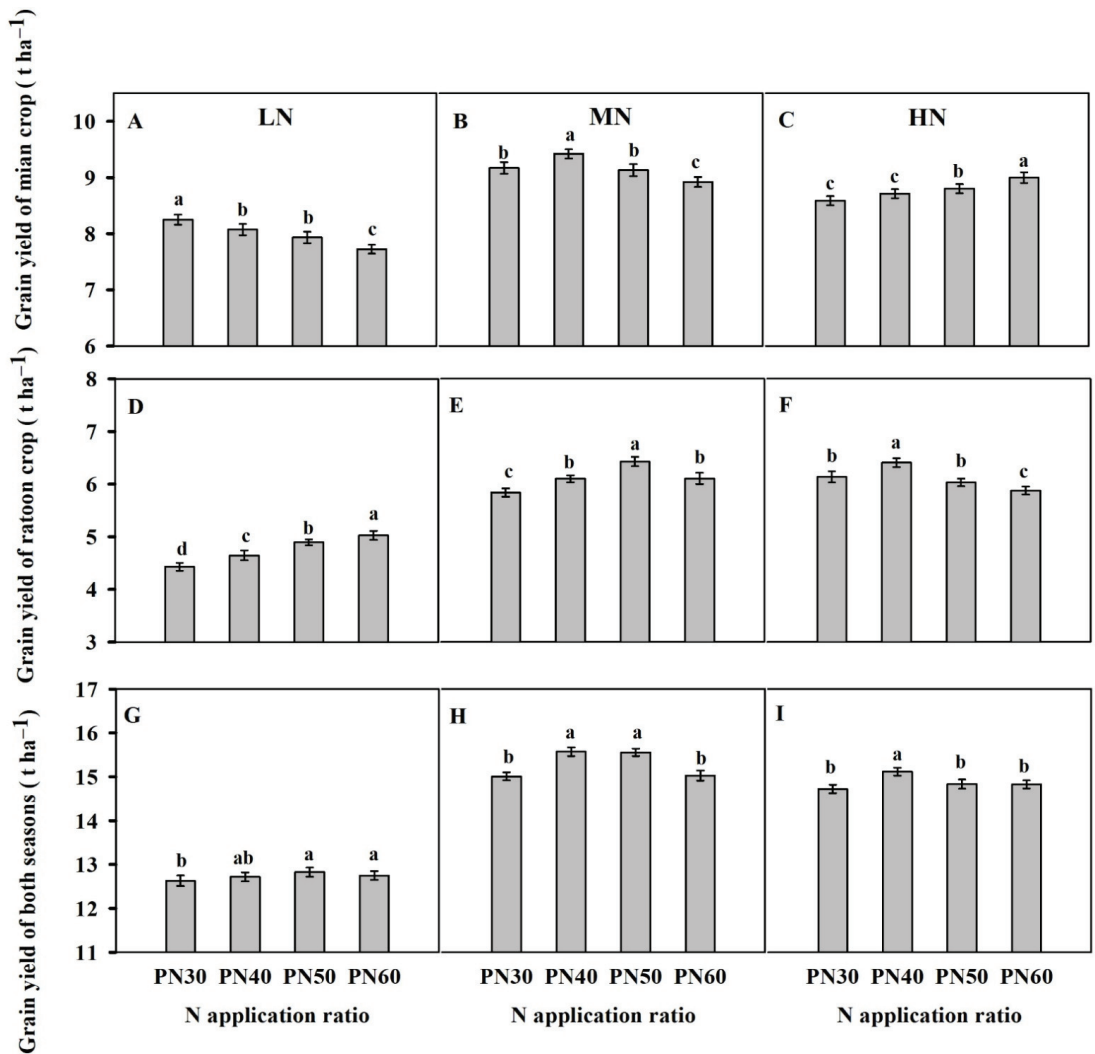 Grain yield of mian crop ( t ha−1)
A
LN
B
MN
C
HN
10
9
8
7
6
a
b
b
c
b
a
b
c
c
c
b
a
Grain yield of ratoon crop ( t ha−1)
D
E
F
8
7
6
5
4
3
d
c
b
a
c
b
a
b
b
a
b
c
Grain yield of both seasons ( t ha−1)
G
H
I
17
16
15
14
13
12
11
b
ab
a
a
b
a
a
b
b
a
b
b
PN30 PN40 PN50 PN60
PN30 PN40 PN50 PN60
PN30 PN40 PN50 PN60
N application ratio
N application ratio
N application ratio